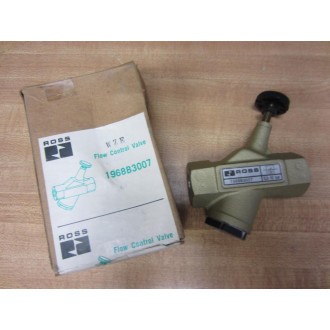 ROSS
Flow Control Valve
1968B3007
ROSS
Flow Control Valve
ROSS